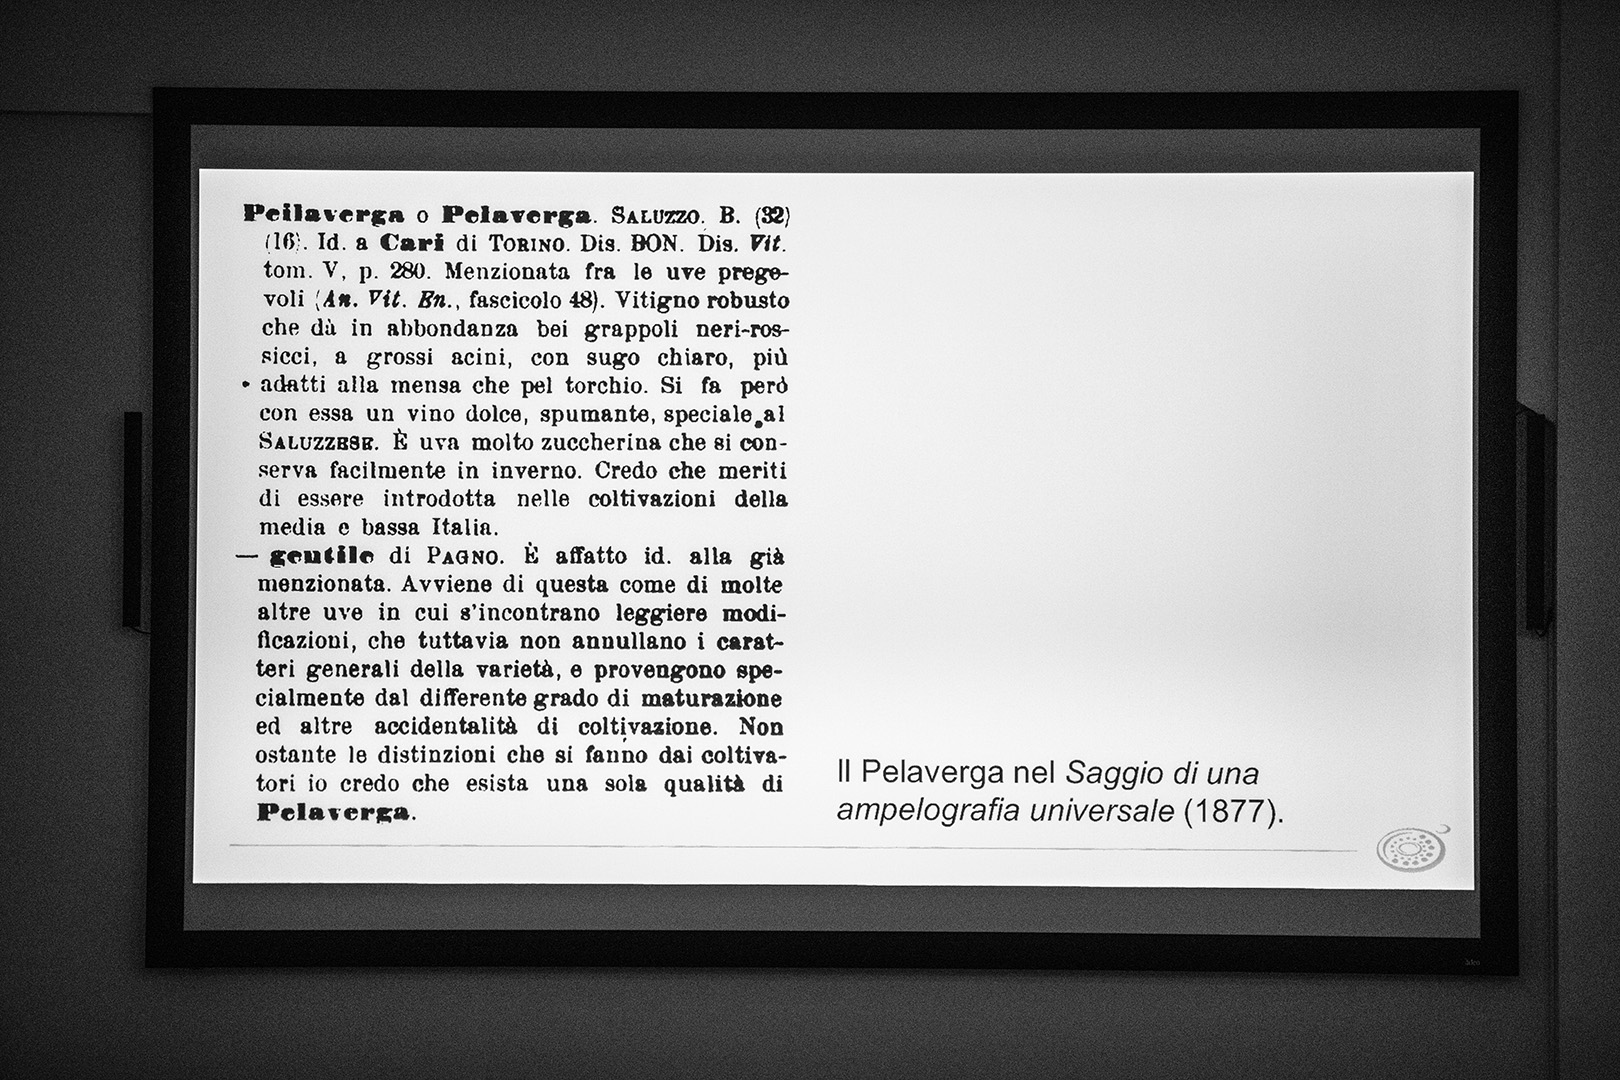 Peilaverga o Pelaverga. SALUZZO. B. (32)
(16). Id. a Cari di TORINO. Dis. BON. Dis. Vit.
tom. V, p. 280. Menzionata fra le uve prege-
voli (An. Vit. En., fascicolo 48). Vitigno robusto
che dà in abbondanza bei grappoli neri-ros-
sicci, a grossi acini, con sugo chiaro, più
adatti alla mensa che pel torchio. Si fa però
con essa un vino dolce, spumante, speciale al
SALUZZESE. È uva molto zuccherina che si con-
serva facilmente in inverno. Credo che meriti
di essere introdotta nelle coltivazioni della
media e bassa Italia.
— gentile di PAGNO. È affatto id. alla già
menzionata. Avviene di questa come di molte
altre uve in cui s'incontrano leggiere modi-
ficazioni, che tuttavia non annullano i carat-
teri generali della varietà, e provengono spe-
cialmente dal differente grado di maturazione
ed altre accidentalità di coltivazione. Non
ostante le distinzioni che si fanno dai coltiva-
tori io credo che esista una sola qualità di
Pelaverga.
Il Pelaverga nel Saggio di una
ampelografia universale (1877).